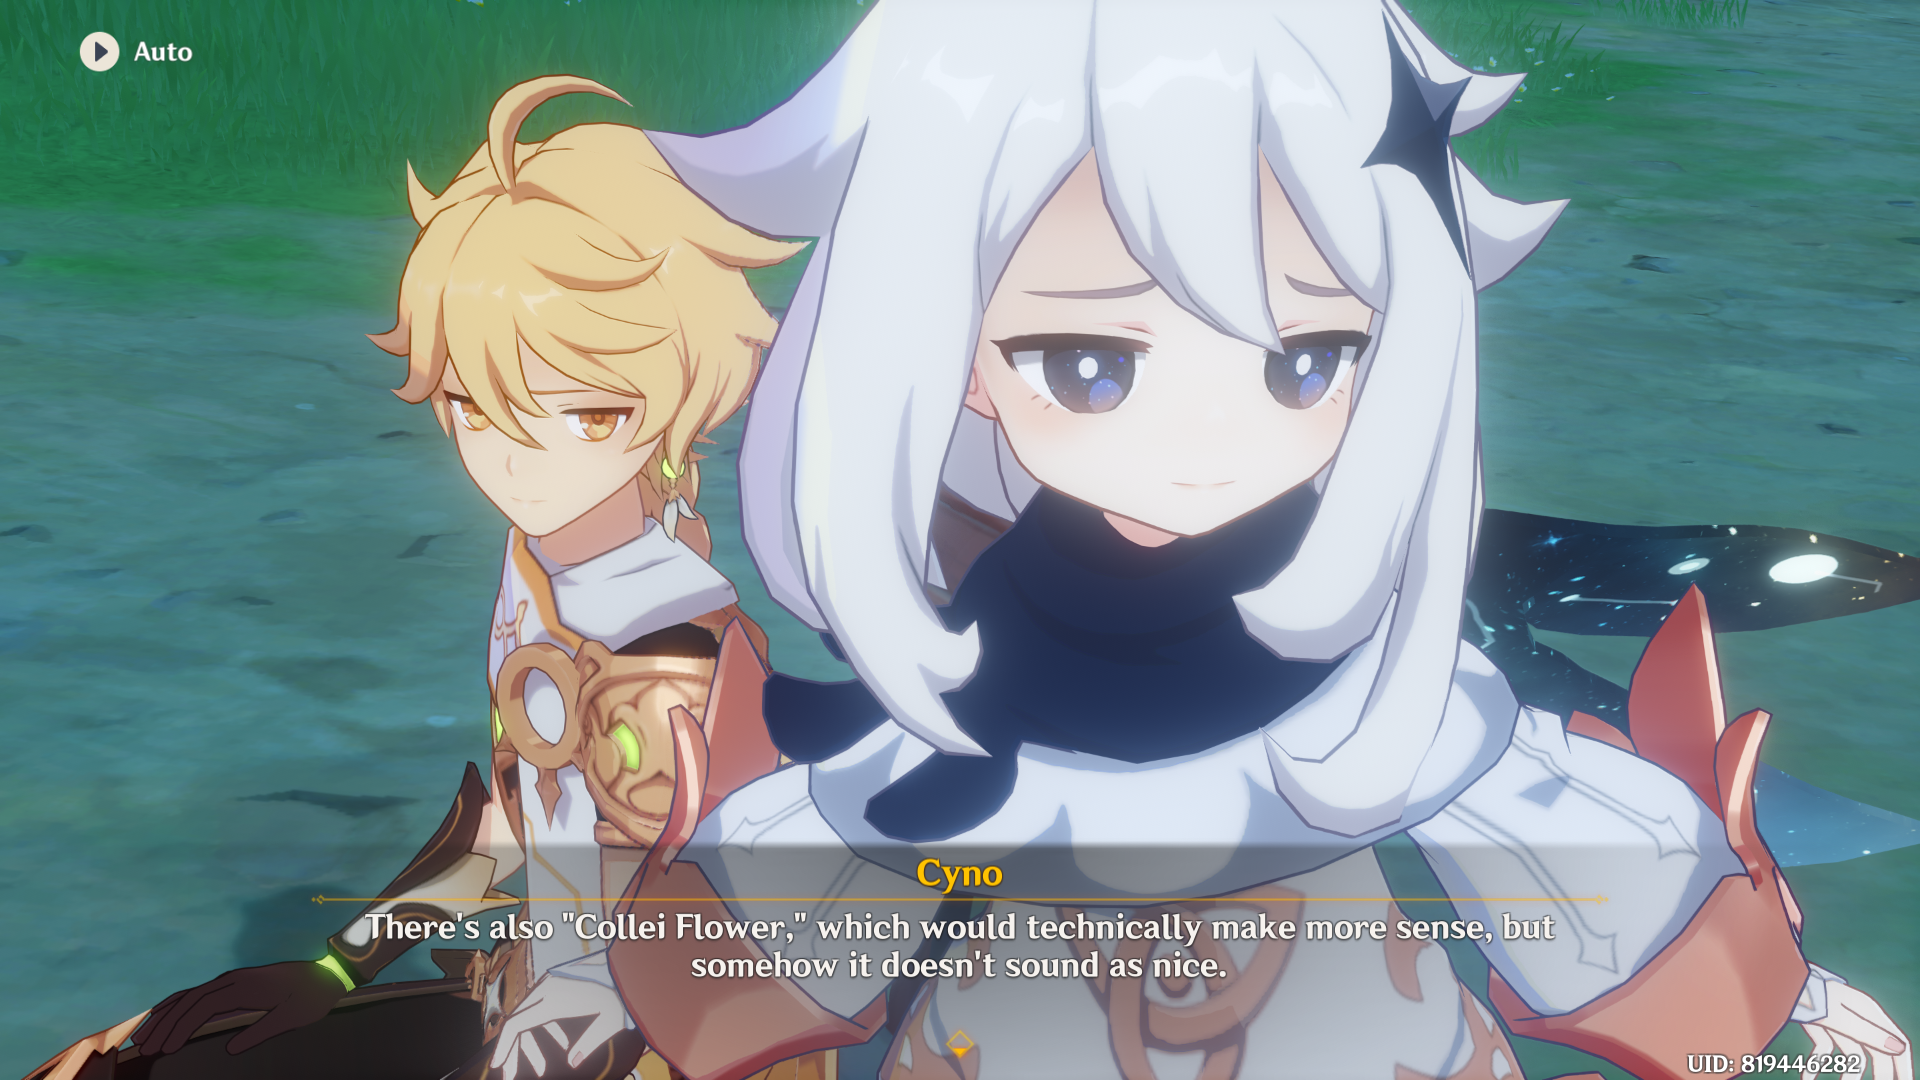 Auto
Cyno
There's also "Collei Flower," which would technically make more sense, but
somehow it doesn't sound as nice.
UID: 819446282